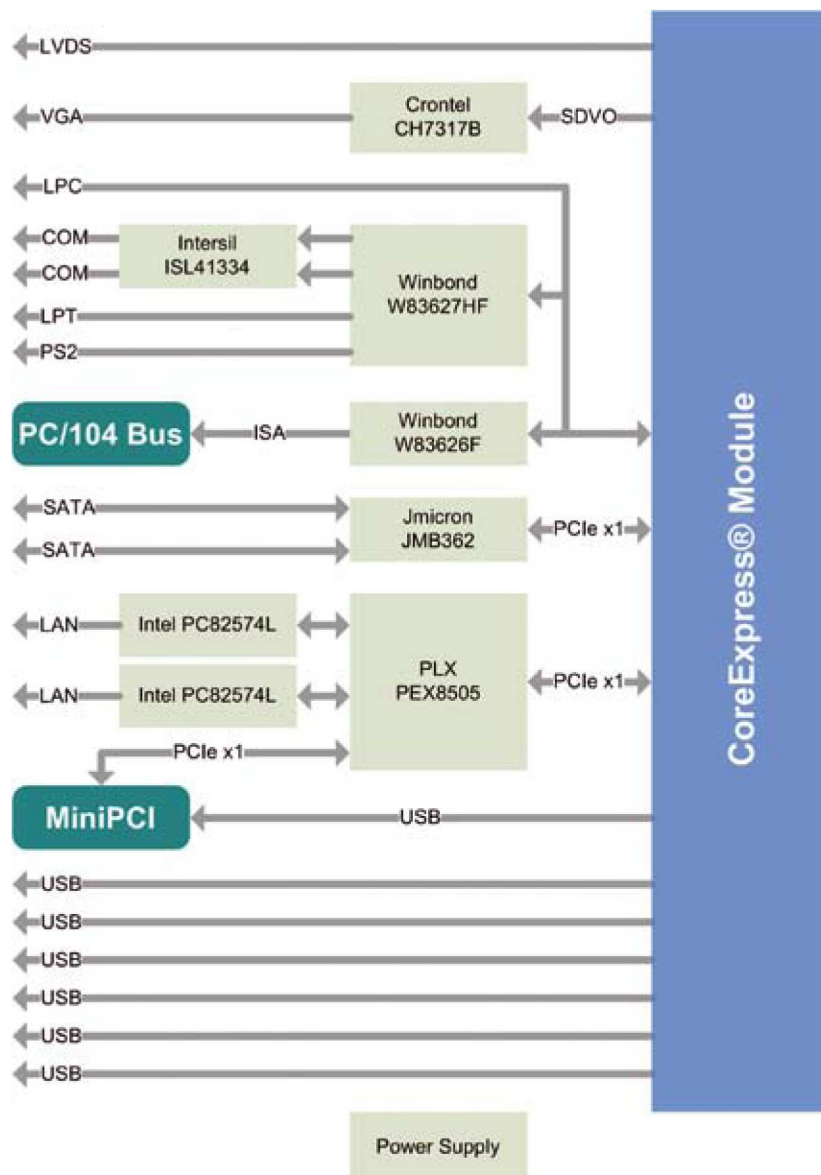 LVDS
Crontel
CH7317B
VGA
SDVO
LPC
COM
COM
Intersil
ISL41334
Winbond
W83627HF
LPT
PS2
PC/104 Bus
ISA
Winbond
W83626F
SATA
SATA
Jmicron
JMB362
PCIe x1
LAN
Intel PC82574L
LAN
Intel PC82574L
PLX
PEX8505
PCIe x1
PCIe x1
MiniPCI
USB
USB
USB
USB
USB
USB
USB
CoreExpress® Module
Power Supply